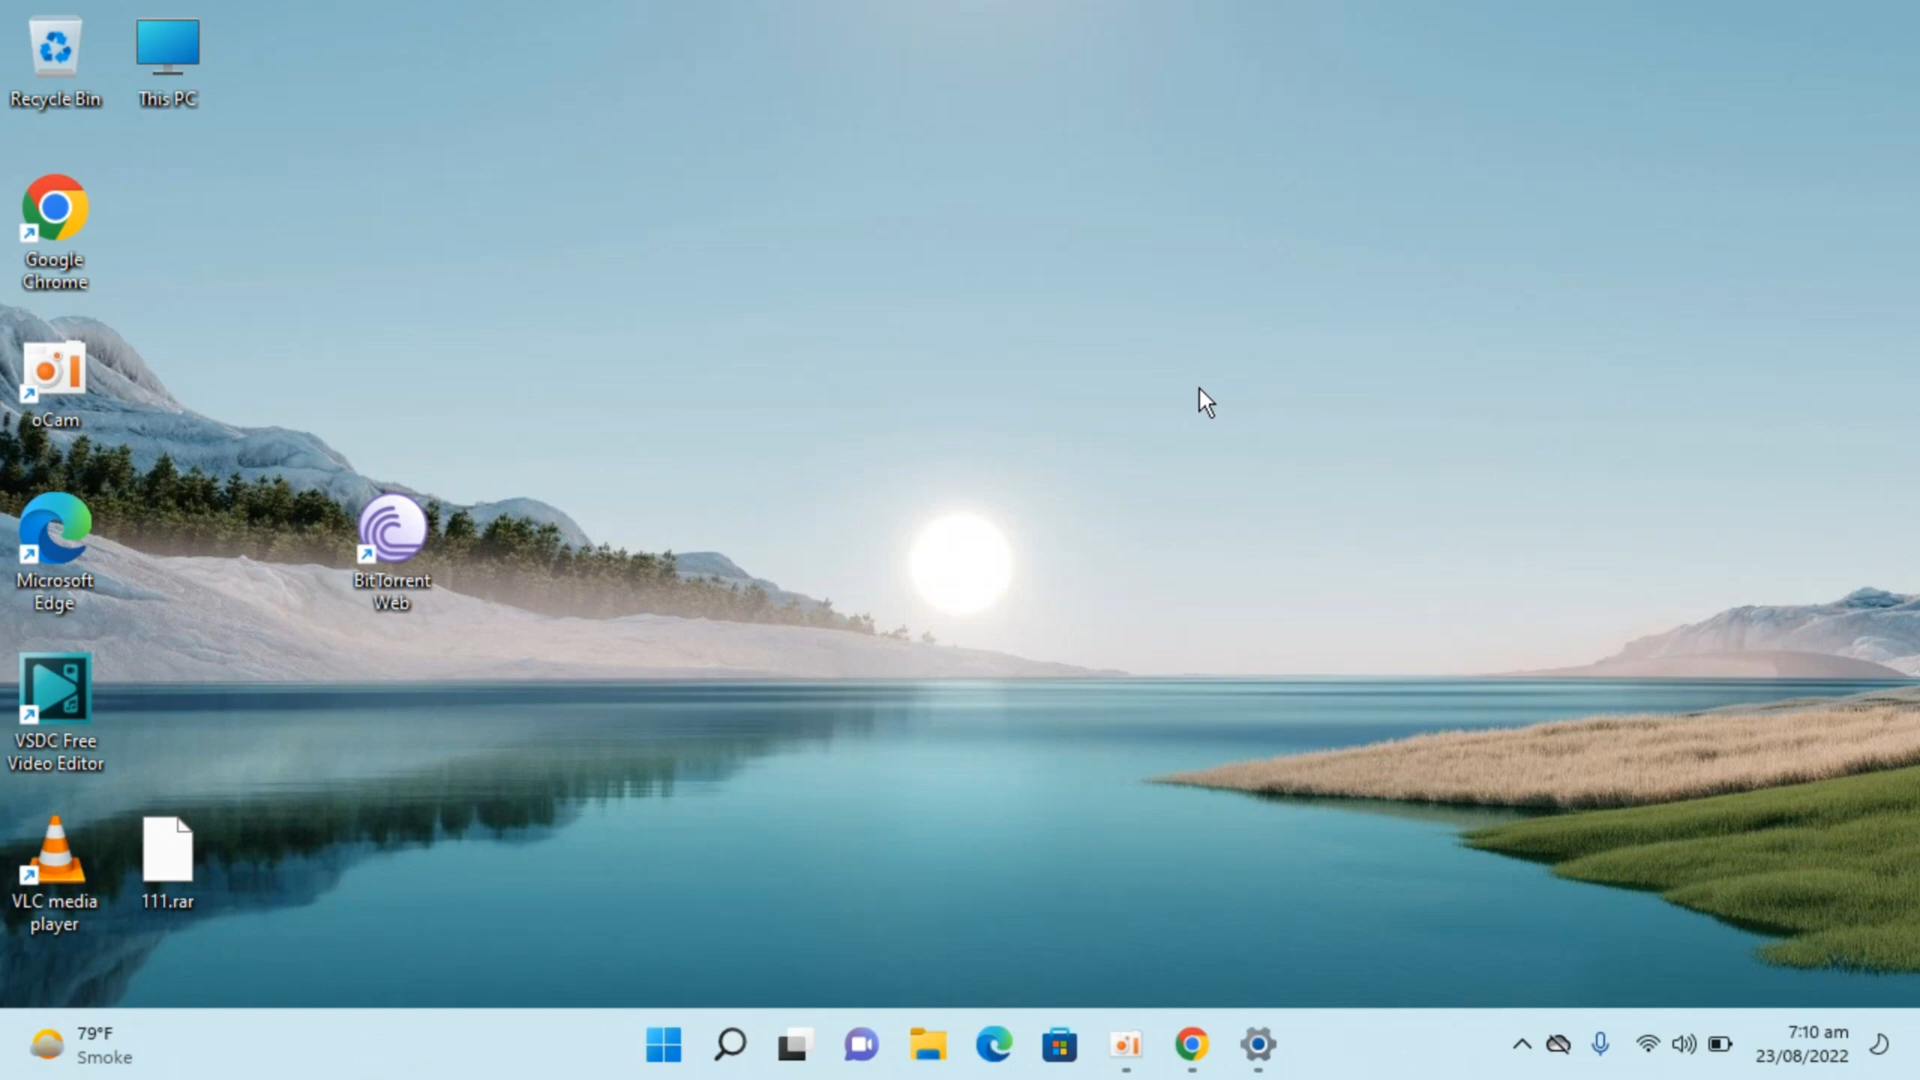 Recycle Bin
This PC
Google
Chrome
oCam
Microsoft
Edge
BitTorrent
Web
VSDC Free
Video Editor
VLC media
player
111.rar
79°F
Smoke
7:10 am
23/08/2022